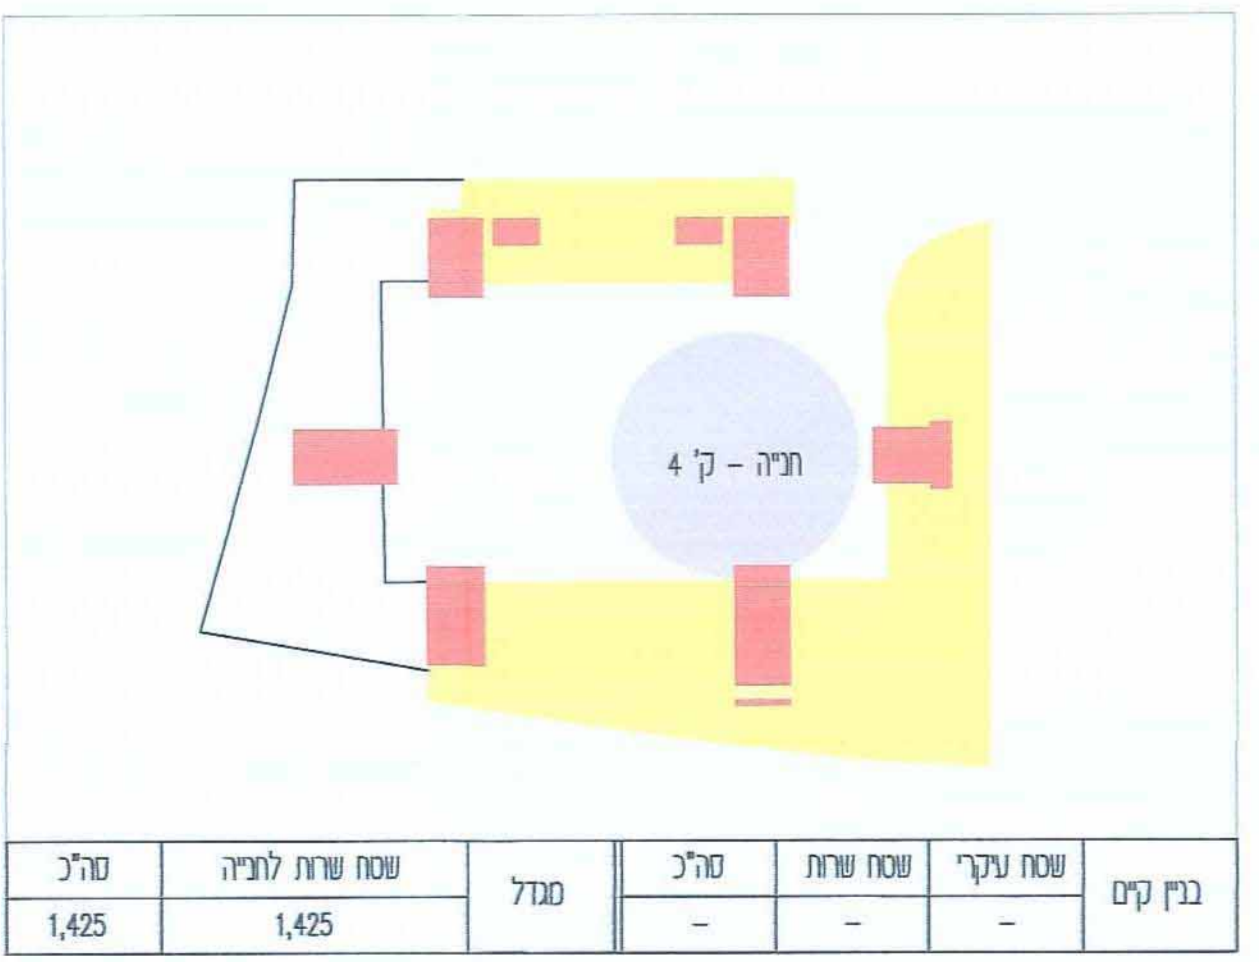 חנייה – ק' 4
בניין קיים | שטח עיקרי | שטח שרות | סה"כ | מגדל | שטח שרות לחנייה | סה"כ
– | – | – | 1,425 | 1,425